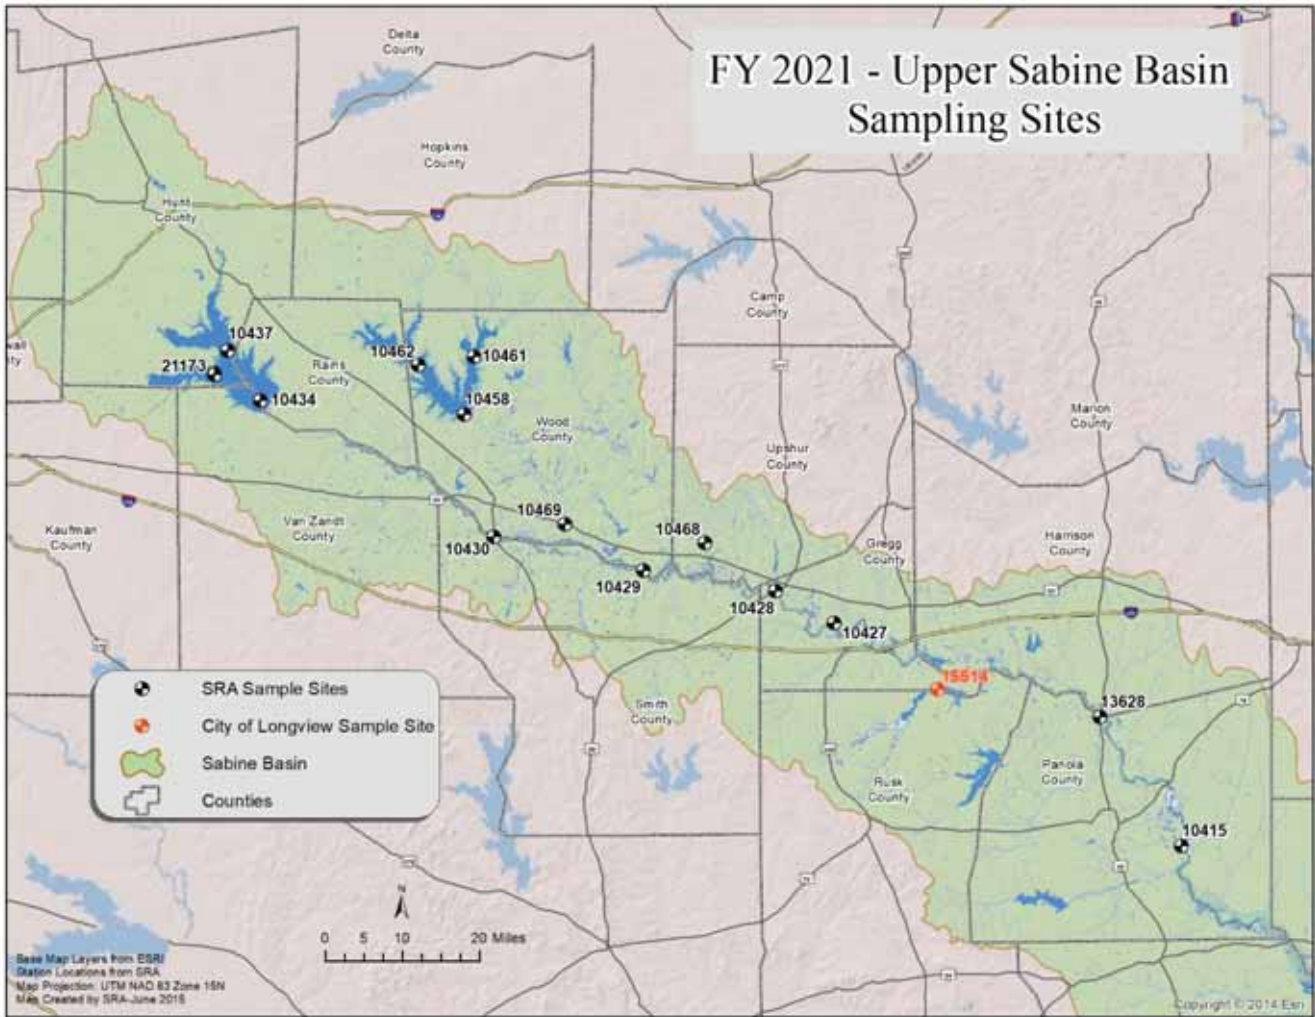 FY 2021 - Upper Sabine Basin
Sampling Sites
Delta
County
Hopkins
County
Hunt
County
Camp
County
10437
10462
10461
21173
Rains
County
10434
10458
Wood
County
Marion
County
Upshur
County
10469
10468
Kaufman
County
Van Zandt
County
10430
Gregg
County
Harrison
County
10429
10428
10427
15514
SRA Sample Sites
City of Longview Sample Site
Sabine Basin
Counties
Smith
County
13628
Panola
County
Rusk
County
10415
N
0 5 10 20 Miles
Base Map Layers from ESRI
Station Locations from SRA
Map Projection: UTM NAD 83 Zone 15N
Map Created by SRA-June 2015
Copyright © 2014 Esri